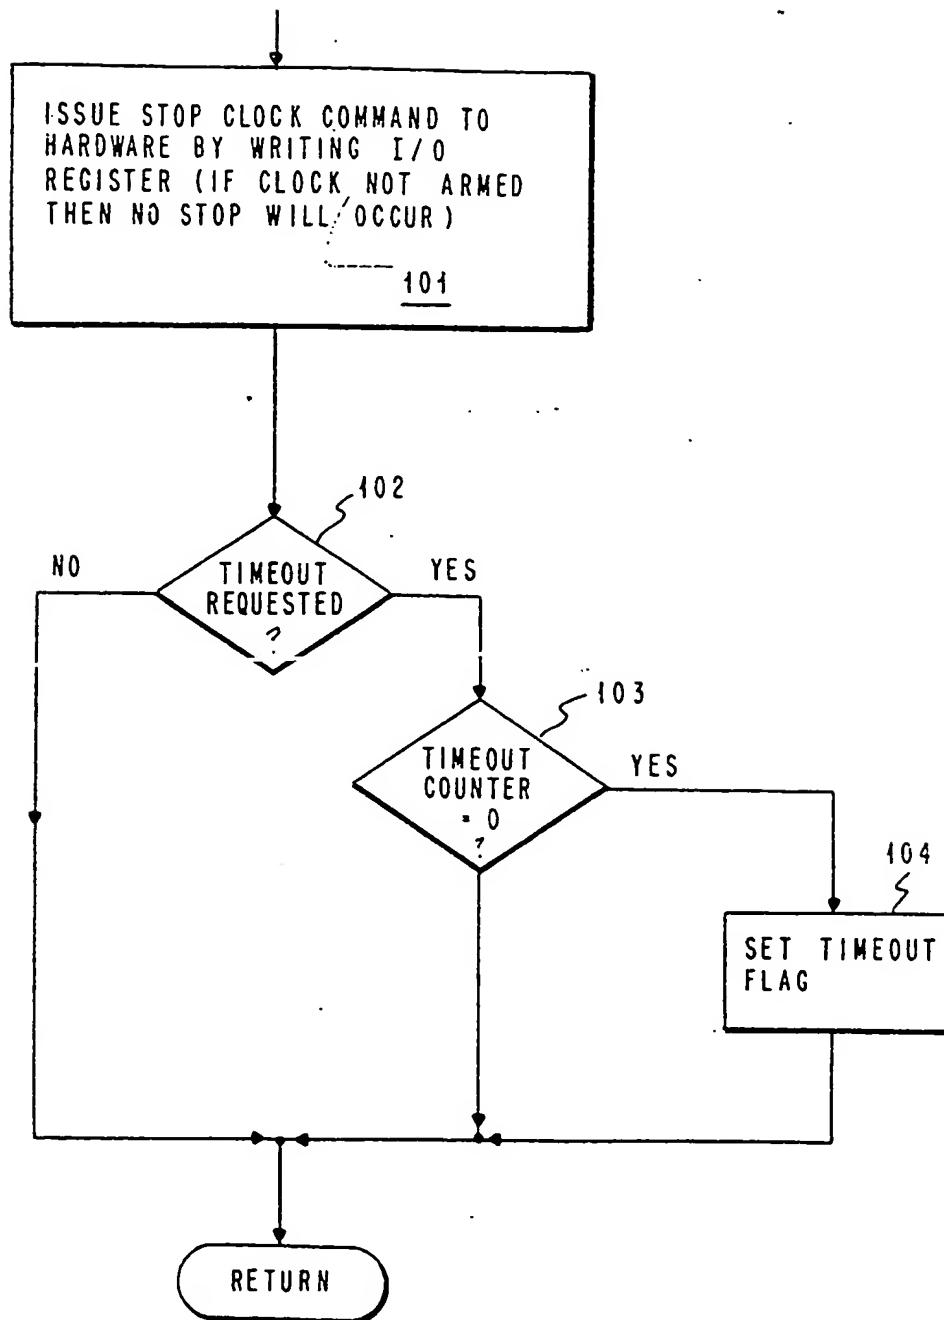 ISSUE STOP CLOCK COMMAND TO
HARDWARE BY WRITING I/O
REGISTER (IF CLOCK NOT ARMED
THEN NO STOP WILL OCCUR)
101
102
NO
TIMEOUT
REQUESTED
?
YES
103
TIMEOUT
COUNTER
= 0
?
YES
104
SET TIMEOUT
FLAG
RETURN